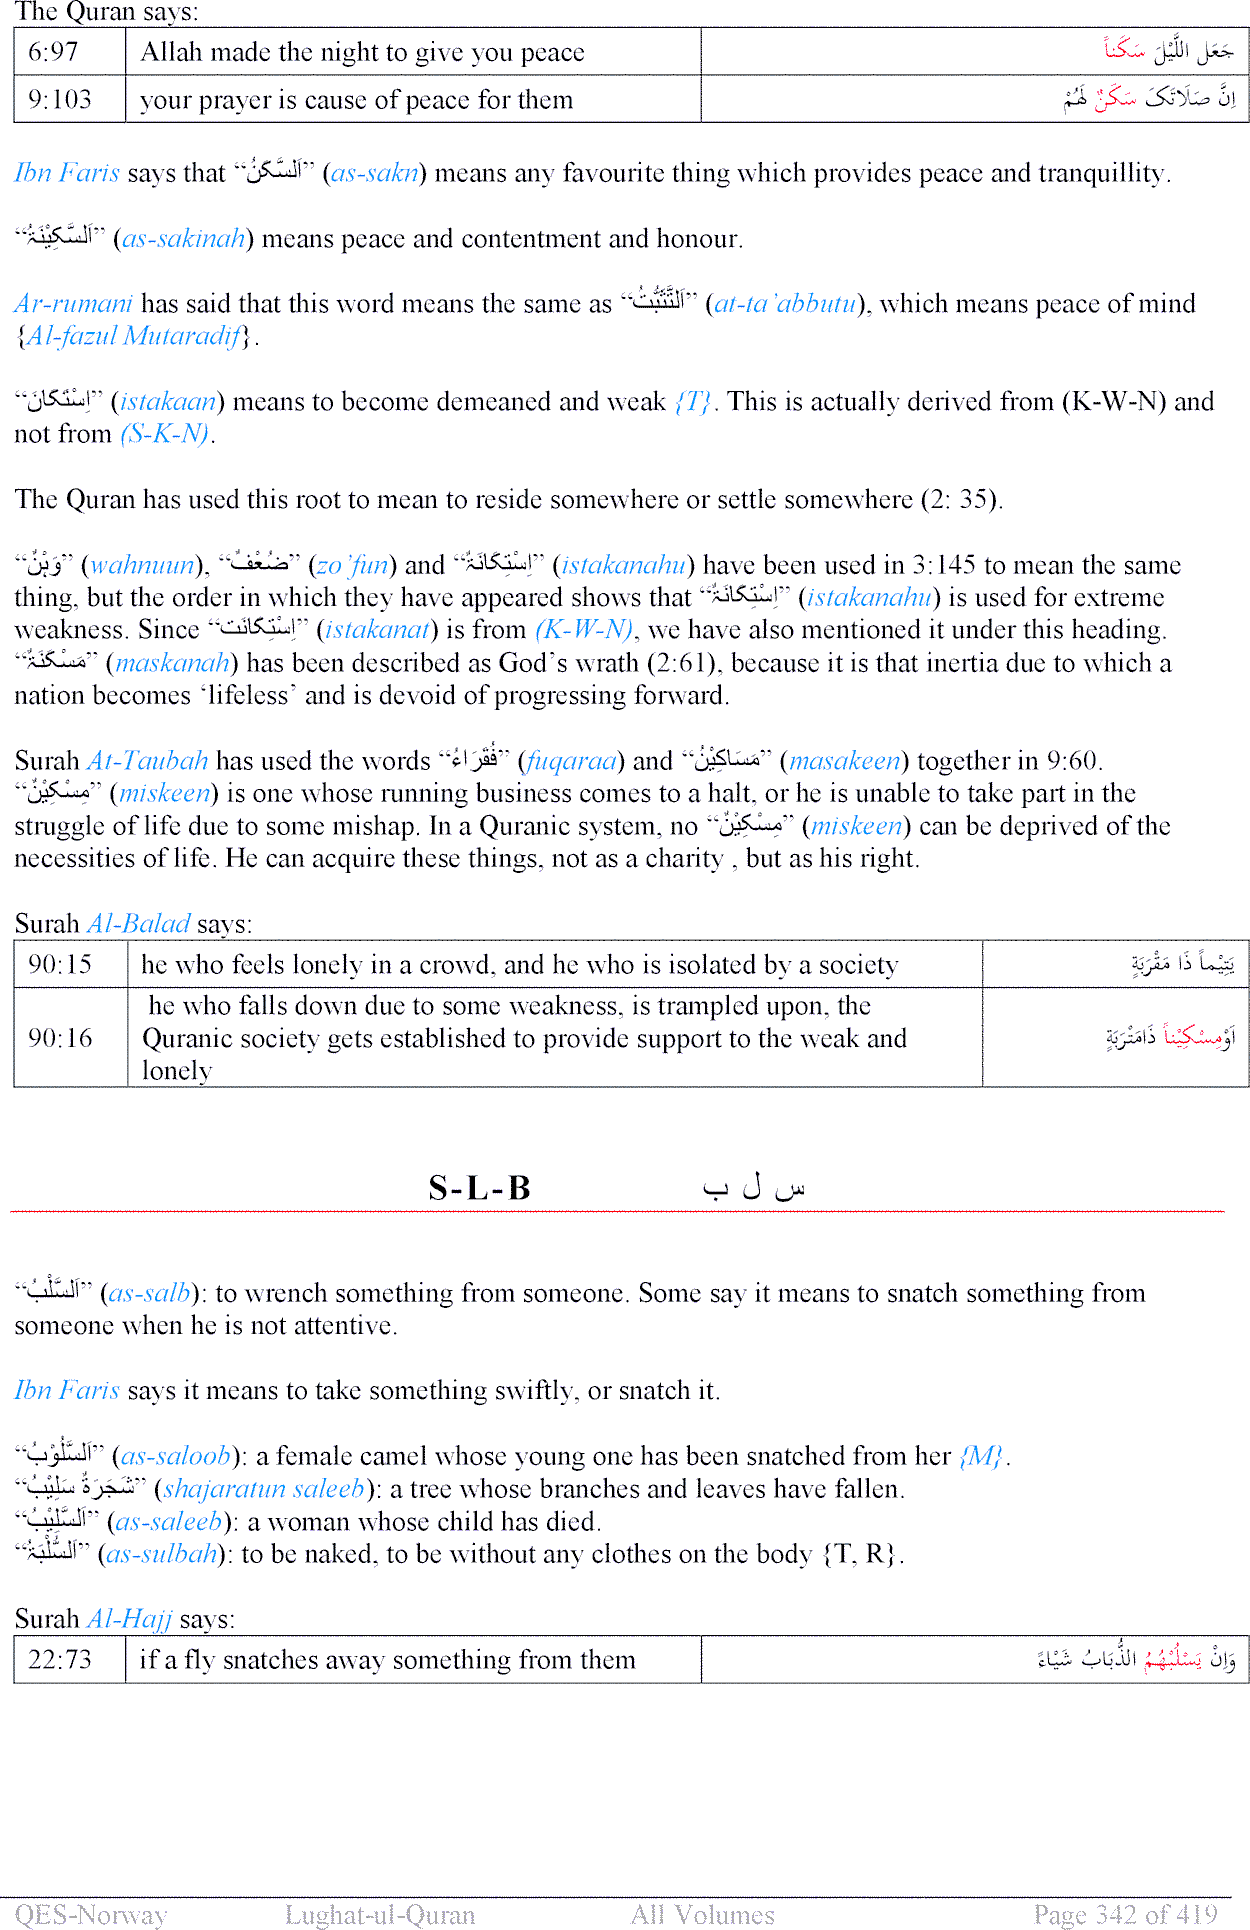 The Quran says:
6:97 Allah made the night to give you peace جَعَل اللَّیْلَ سَکَناً
9:103 your prayer is cause of peace for them اِنَّ صَلَاتَکَ سَکَنٌ لَھُمْ
Ibn Faris says that “اَلسَّکَنُ” (as-sakn) means any favourite thing which provides peace and tranquillity.
“اَلسَّکِیْنَۃُ” (as-sakinah) means peace and contentment and honour.
Ar-rumani has said that this word means the same as “اَلتَّثَبُّتُ” (at-ta’abbutu), which means peace of mind
{Al-fazul Mutaradif}.
“اِسْتَکَانَ” (istakaan) means to become demeaned and weak {T}. This is actually derived from (K-W-N) and
not from (S-K-N).
The Quran has used this root to mean to reside somewhere or settle somewhere (2: 35).
“وَہْنٌ” (wahnuun), “ضُعْفٌ” (zo’fun) and “اِسْتِکَانَۃٌ” (istakanahu) have been used in 3:145 to mean the same
thing, but the order in which they have appeared shows that “اِسْتِکَانَۃٌ” (istakanahu) is used for extreme
weakness. Since “اِسْتِکَانَت” (istakanat) is from (K-W-N), we have also mentioned it under this heading.
“مَسْکَنَۃٌ” (maskanah) has been described as God’s wrath (2:61), because it is that inertia due to which a
nation becomes ‘lifeless’ and is devoid of progressing forward.
Surah At-Taubah has used the words “فُقَرَاءُ” (fuqaraa) and “مَسَاکِیْنُ” (masakeen) together in 9:60.
“مِسْکِیْنٌ” (miskeen) is one whose running business comes to a halt, or he is unable to take part in the
struggle of life due to some mishap. In a Quranic system, no “مِسْکِیْنٌ” (miskeen) can be deprived of the
necessities of life. He can acquire these things, not as a charity , but as his right.
Surah Al-Balad says:
90:15 he who feels lonely in a crowd, and he who is isolated by a society یَتِیْماً ذَا مَقْرَبَۃٍ
he who falls down due to some weakness, is trampled upon, the
90:16 Quranic society gets established to provide support to the weak and اَوْمِسْکِیْناً ذَامَتْرَبَۃٍ
lonely
S-L-B س ل ب
“اَلسَّلْبُ” (as-salb): to wrench something from someone. Some say it means to snatch something from
someone when he is not attentive.
Ibn Faris says it means to take something swiftly, or snatch it.
“اَلسَّلُوْبُ” (as-saloob): a female camel whose young one has been snatched from her {M}.
“شَجَرَۃٌ سَلِیْبٌ” (shajaratun saleeb): a tree whose branches and leaves have fallen.
“اَلسَّلِیْبُ” (as-saleeb): a woman whose child has died.
“اَلسُّلْبَۃُ” (as-sulbah): to be naked, to be without any clothes on the body {T, R}.
Surah Al-Hajj says:
22:73 if a fly snatches away something from them وَاِنْ یَسْلُبْھُمُ الذُّبَابُ شَیْاءً
QES-Norway Lughat-ul-Quran All Volumes Page 342 of 419